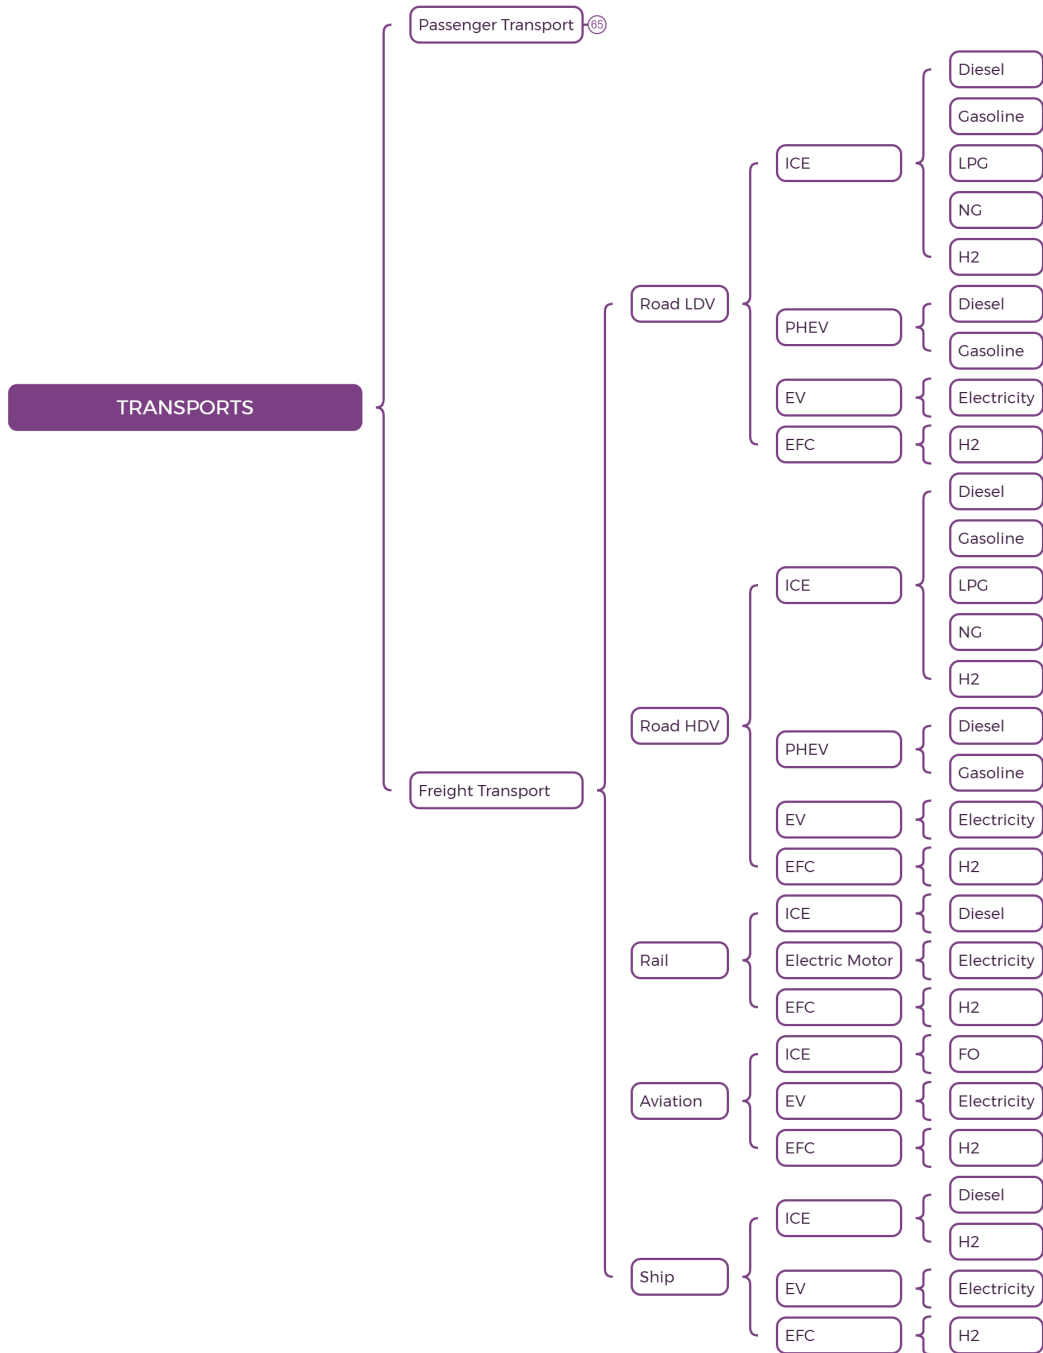 TRANSPORTS
Passenger Transport
65
Freight Transport
Road LDV
ICE
Diesel
Gasoline
LPG
NG
H2
PHEV
Diesel
Gasoline
EV
Electricity
EFC
H2
Road HDV
ICE
Diesel
Gasoline
LPG
NG
H2
PHEV
Diesel
Gasoline
EV
Electricity
EFC
H2
Rail
ICE
Diesel
Electric Motor
Electricity
EFC
H2
Aviation
ICE
FO
EV
Electricity
EFC
H2
Ship
ICE
Diesel
H2
EV
Electricity
EFC
H2